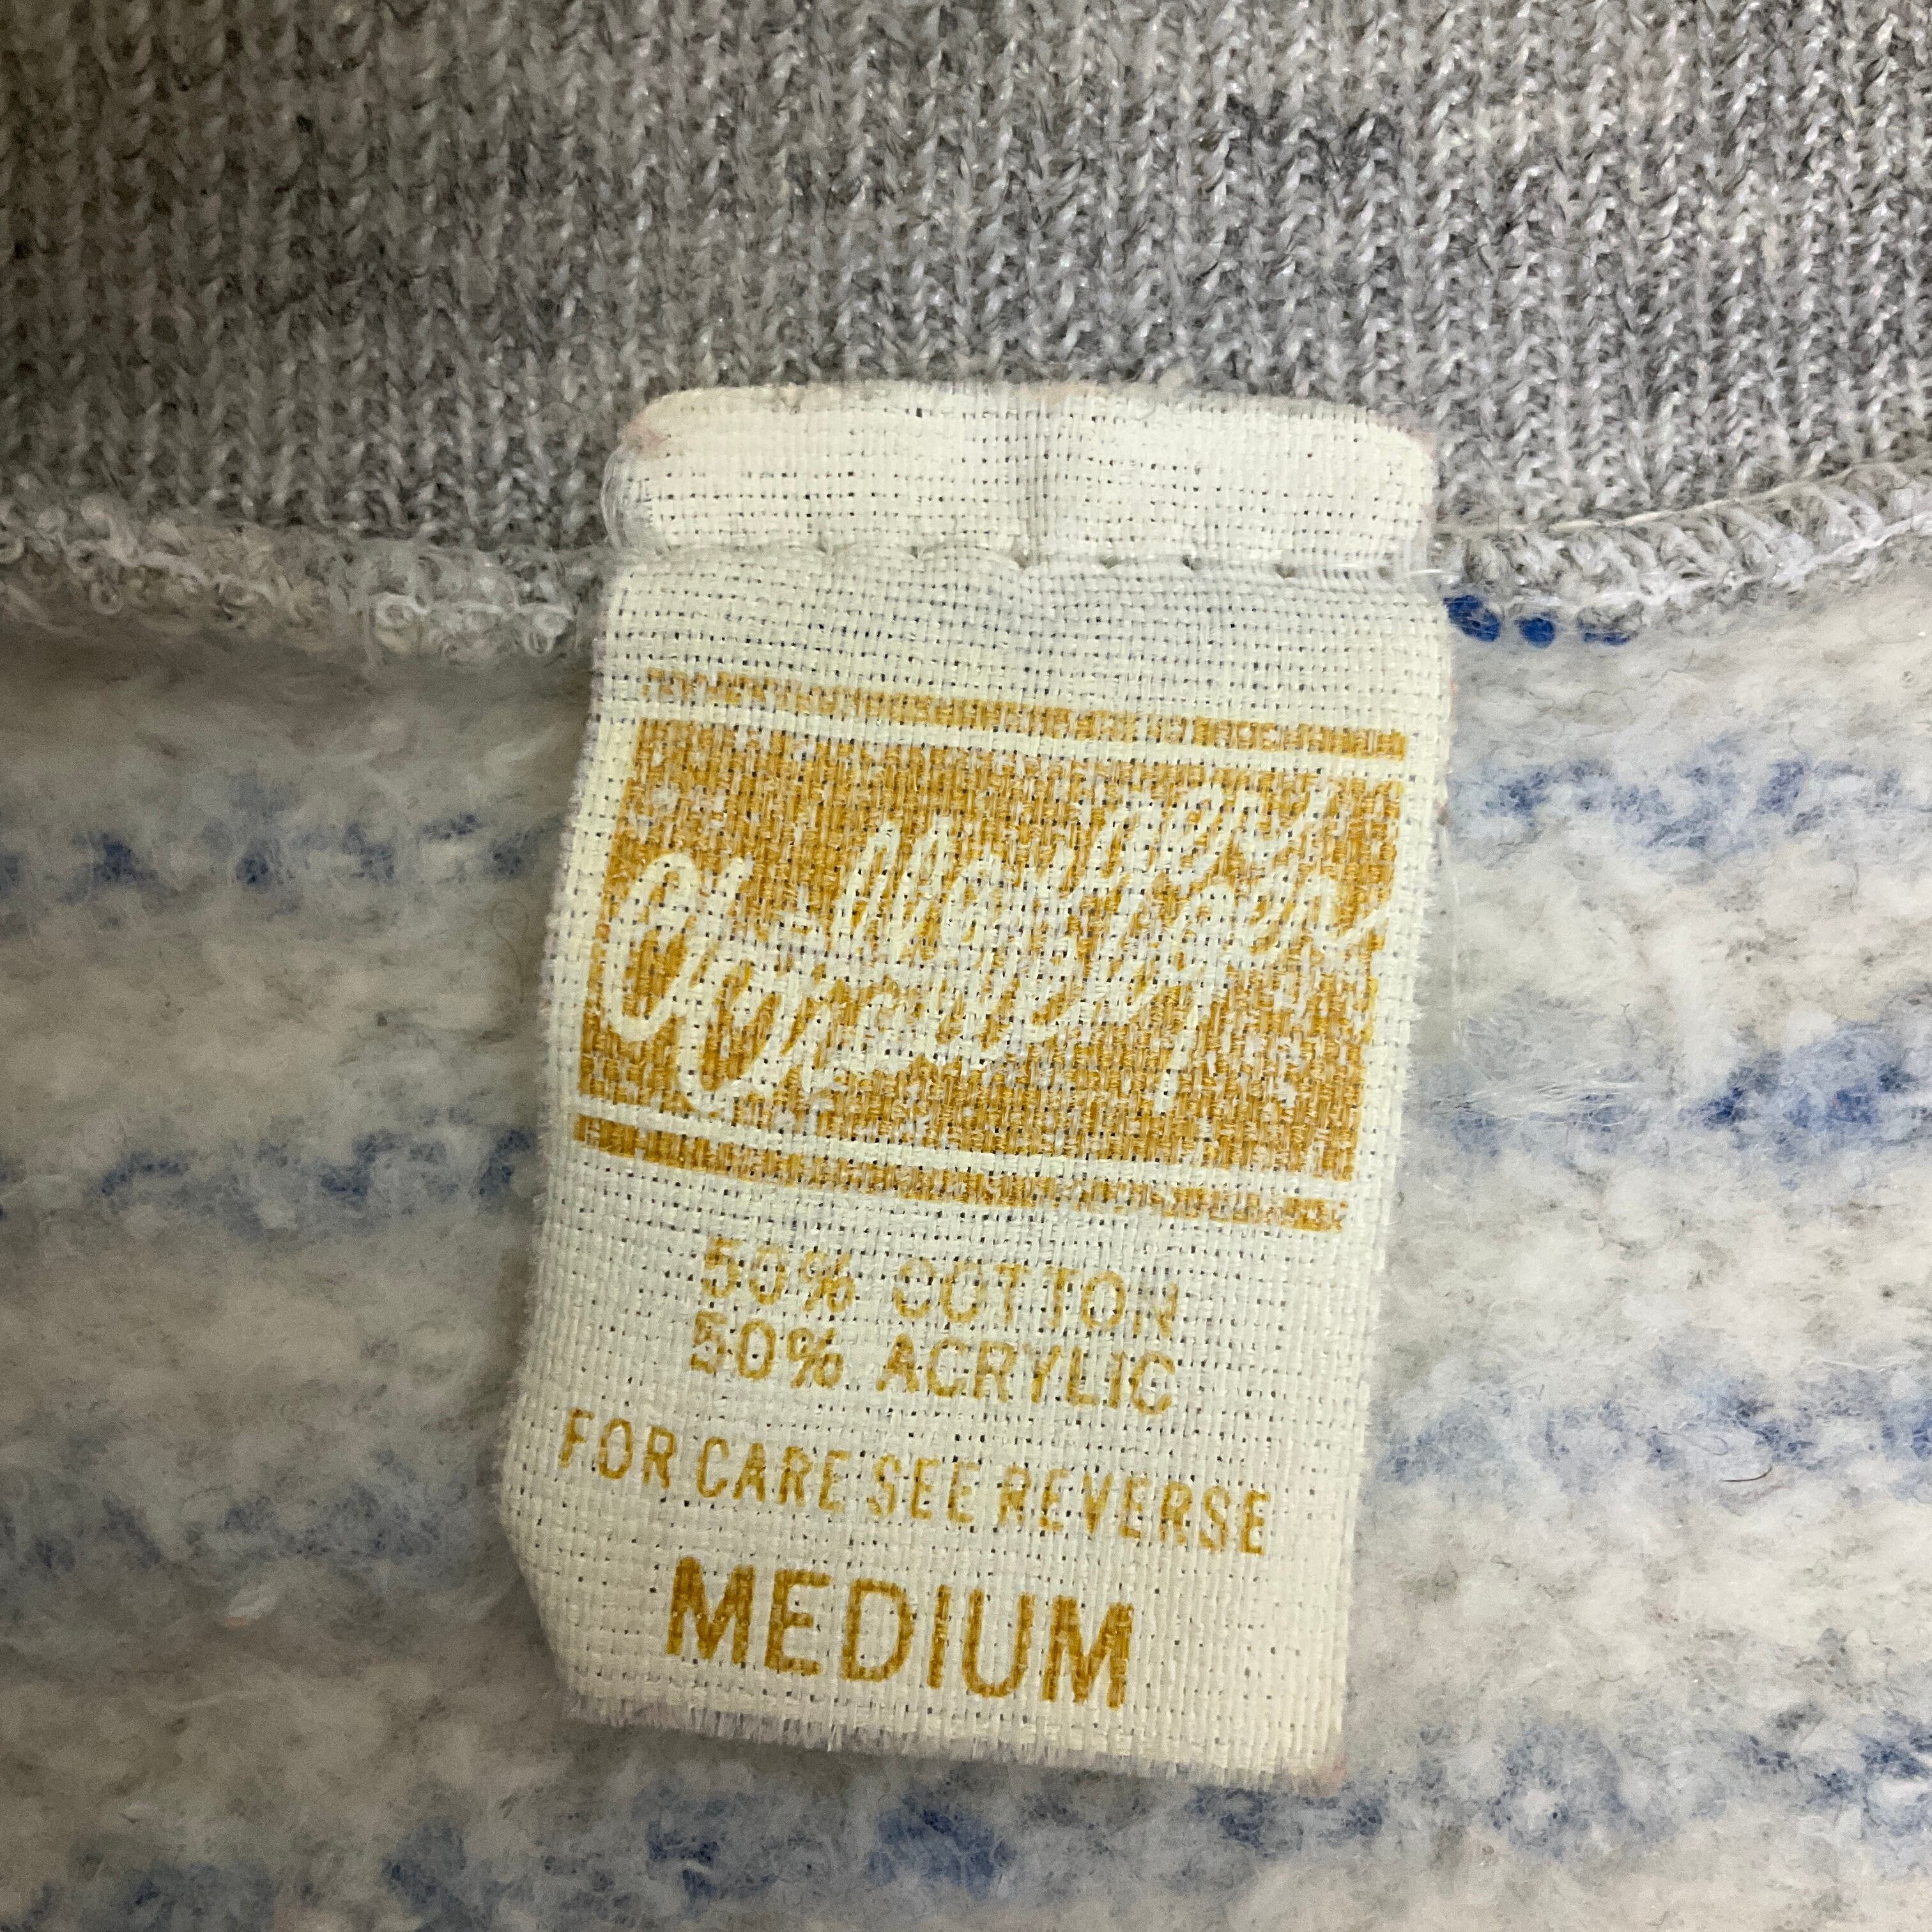 50% COTTON
50% ACRYLIC
FOR CARE SEE REVERSE
MEDIUM